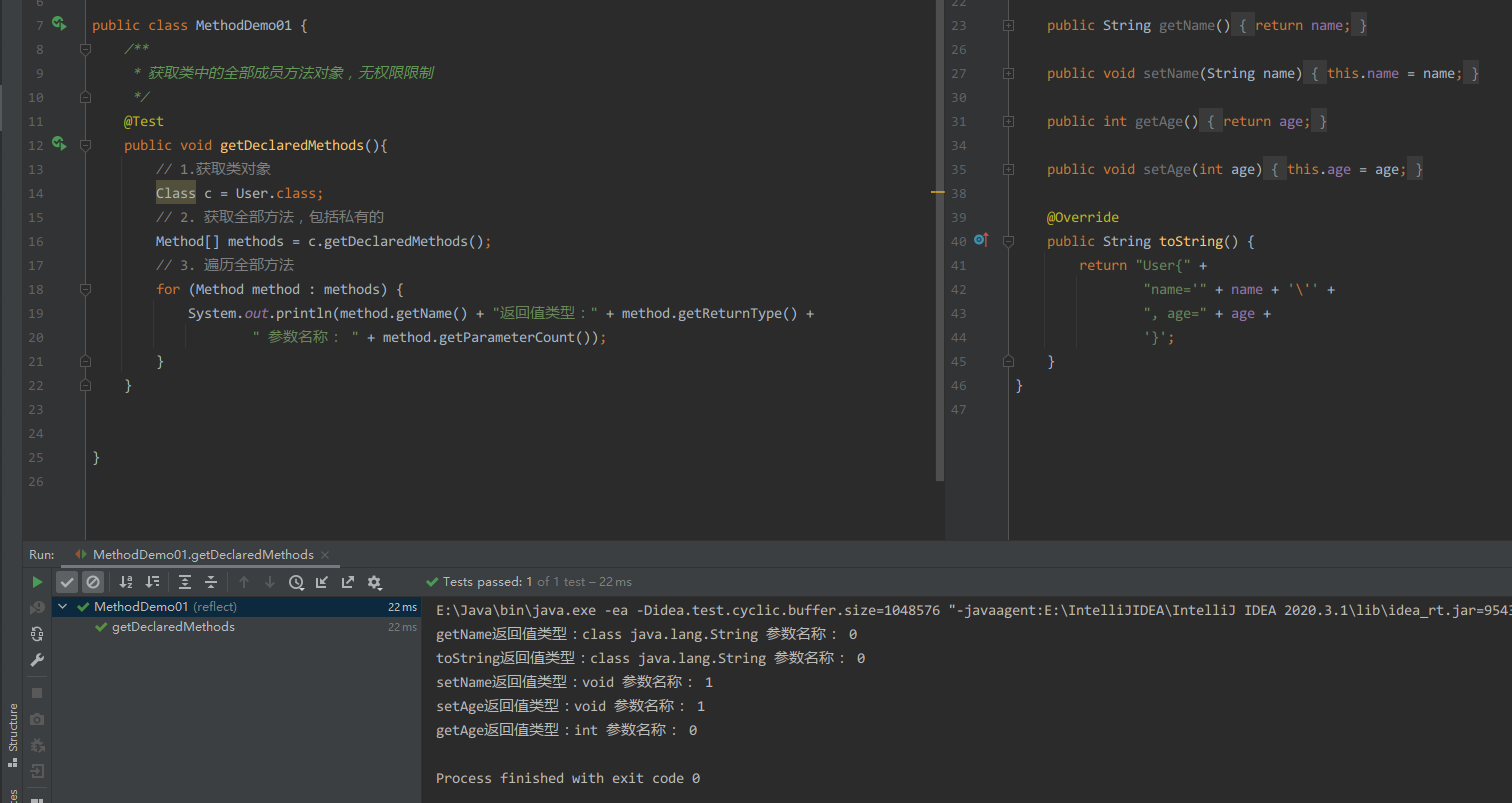 6
7 public class MethodDemo01 {
8 /**
9 * 获取类中的全部成员方法对象，无权限限制
10 */
11 @Test
12 public void getDeclaredMethods(){
13 // 1.获取类对象
14 Class c = User.class;
15 // 2. 获取全部方法，包括私有的
16 Method[] methods = c.getDeclaredMethods();
17 // 3. 遍历全部方法
18 for (Method method : methods) {
19 System.out.println(method.getName() + "返回值类型：" + method.getReturnType() +
20 " 参数名称： " + method.getParameterCount());
21 }
22 }
23
24
25 }
26
22
23 public String getName() { return name; }
26
27 public void setName(String name) { this.name = name; }
30
31 public int getAge() { return age; }
34
35 public void setAge(int age) { this.age = age; }
38
39 @Override
40 public String toString() {
41 return "User{" +
42 "name='" + name + '\'' +
43 ", age=" + age +
44 '}';
45 }
46 }
47
Run: MethodDemo01.getDeclaredMethods
Tests passed: 1 of 1 test – 22 ms
MethodDemo01 (reflect) 22 ms
getDeclaredMethods 22 ms
E:\Java\bin\java.exe -ea -Didea.test.cyclic.buffer.size=1048576 "-javaagent:E:\IntelliJIDEA\IntelliJ IDEA 2020.3.1\lib\idea_rt.jar=9543
getName返回值类型：class java.lang.String 参数名称： 0
toString返回值类型：class java.lang.String 参数名称： 0
setName返回值类型：void 参数名称： 1
setAge返回值类型：void 参数名称： 1
getAge返回值类型：int 参数名称： 0
Process finished with exit code 0
Structure